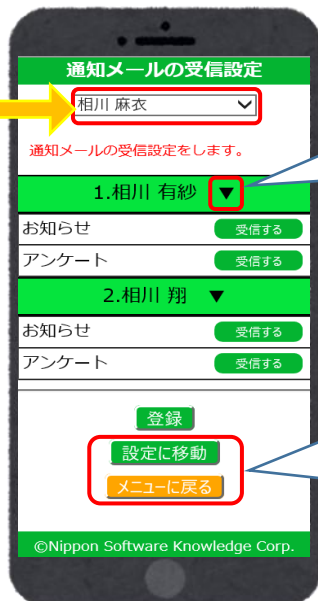 通知メールの受信設定
相川 麻衣
通知メールの受信設定をします。
1.相川 有紗 ▼
お知らせ 受信する
アンケート 受信する
2.相川 翔 ▼
お知らせ 受信する
アンケート 受信する
登録
設定に移動
メニューに戻る
©Nippon Software Knowledge Corp.